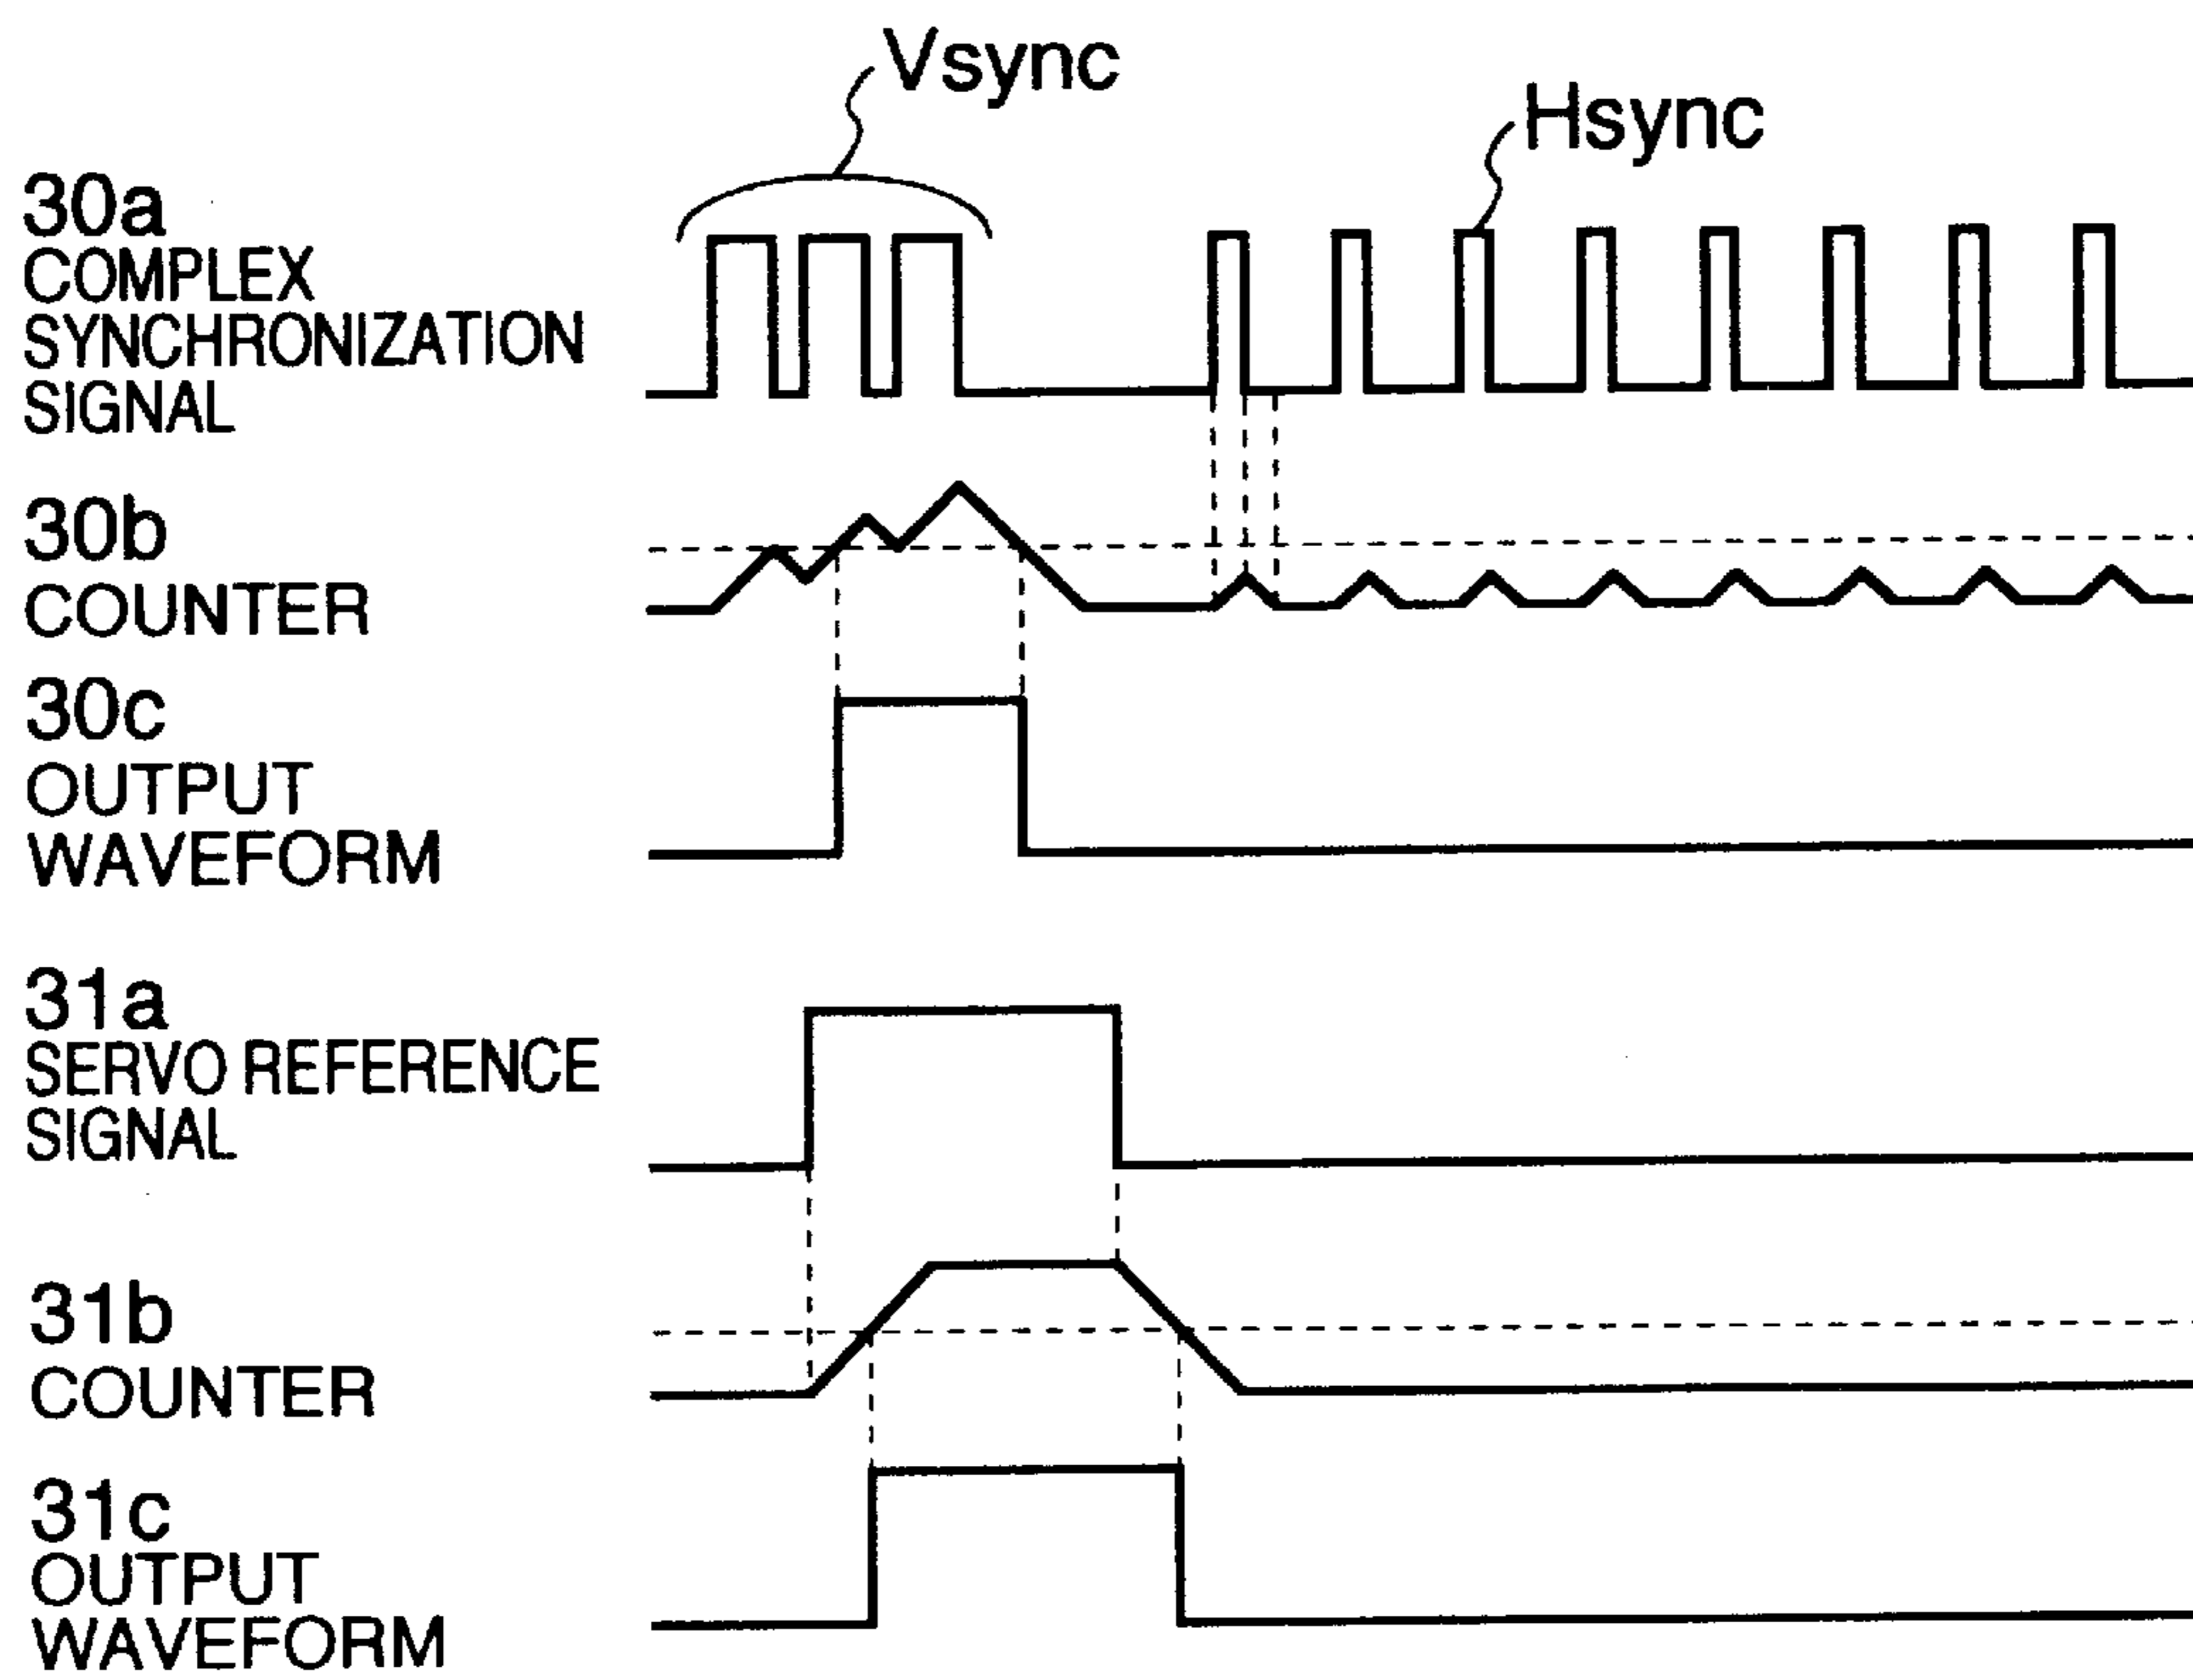 Vsync
Hsync
30a
COMPLEX
SYNCHRONIZATION
SIGNAL
30b
COUNTER
30c
OUTPUT
WAVEFORM
31a
SERVO REFERENCE
SIGNAL
31b
COUNTER
31c
OUTPUT
WAVEFORM